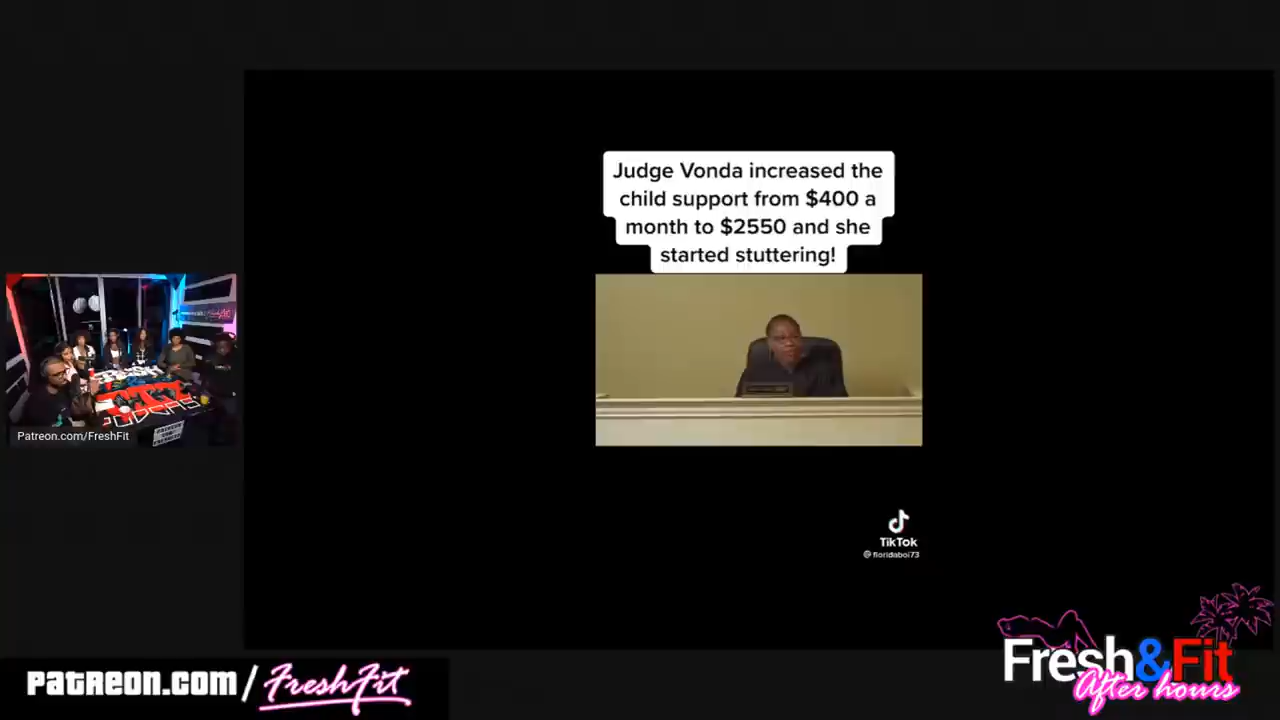 Judge Vonda increased the
child support from $400 a
month to $2550 and she
started stuttering!
Patreon.com/FreshFit
TikTok
@floridaboi73
PATREON.COM/FreshFit
Fresh&Fit
After hours